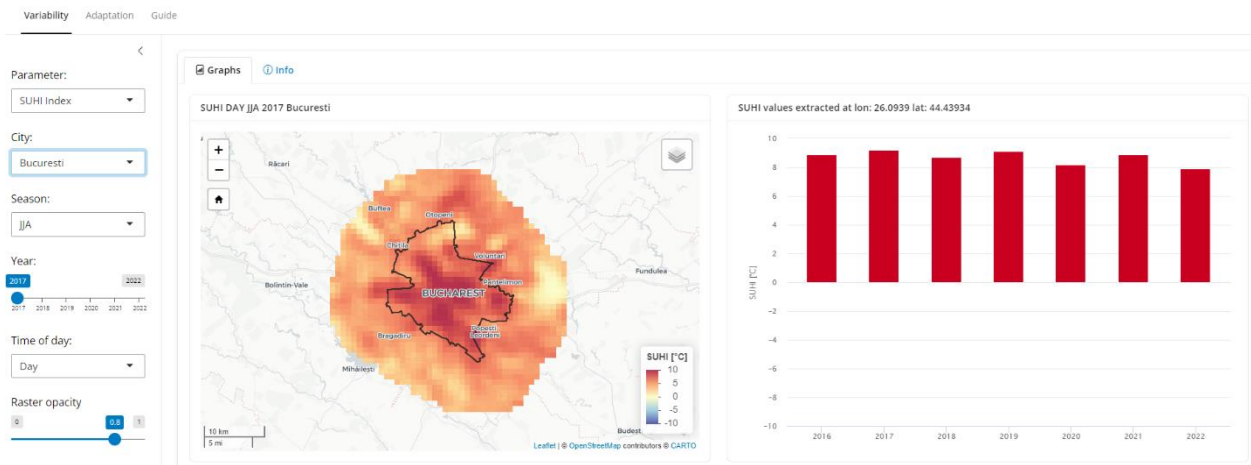 Variability Adaptation Guide
Parameter:
SUHI Index
City:
Bucuresti
Season:
JJA
Year:
2017 2022
2017 2018 2019 2020 2021 2022
Time of day:
Day
Raster opacity
0 0.8 1
Graphs Info
SUHI DAY JJA 2017 Bucuresti
+
−
Răcari
Buftea
Otopeni
Chitila
Voluntari
Fundulea
Bolintin-Vale
Pantelimon
BUCHAREST
Popești
Leordeni
Bragadiru
Mihăilești
SUHI [°C]
10
5
0
-5
-10
10 km
5 mi
Budest
Leaflet | © OpenStreetMap contributors © CARTO
SUHI values extracted at lon: 26.0939 lat: 44.43934
SUHI [°C]
10
8
6
4
2
0
−2
−4
−6
−8
−10
2016 2017 2018 2019 2020 2021 2022